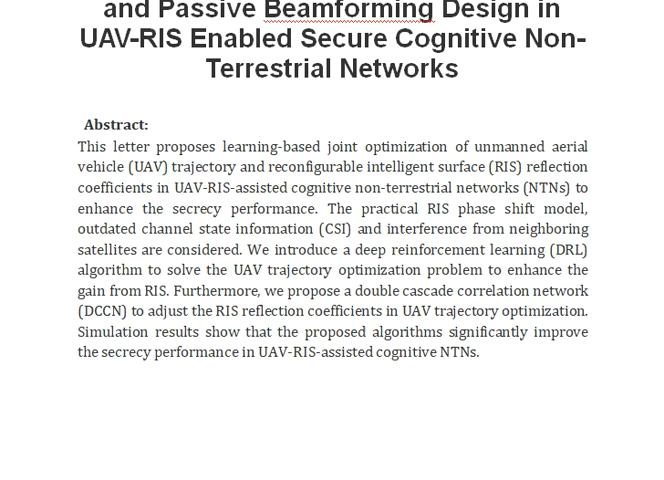 and Passive Beamforming Design in
UAV-RIS Enabled Secure Cognitive Non-
Terrestrial Networks
Abstract:
This letter proposes learning-based joint optimization of unmanned aerial
vehicle (UAV) trajectory and reconfigurable intelligent surface (RIS) reflection
coefficients in UAV-RIS-assisted cognitive non-terrestrial networks (NTNs) to
enhance the secrecy performance. The practical RIS phase shift model,
outdated channel state information (CSI) and interference from neighboring
satellites are considered. We introduce a deep reinforcement learning (DRL)
algorithm to solve the UAV trajectory optimization problem to enhance the
gain from RIS. Furthermore, we propose a double cascade correlation network
(DCCN) to adjust the RIS reflection coefficients in UAV trajectory optimization.
Simulation results show that the proposed algorithms significantly improve
the secrecy performance in UAV-RIS-assisted cognitive NTNs.